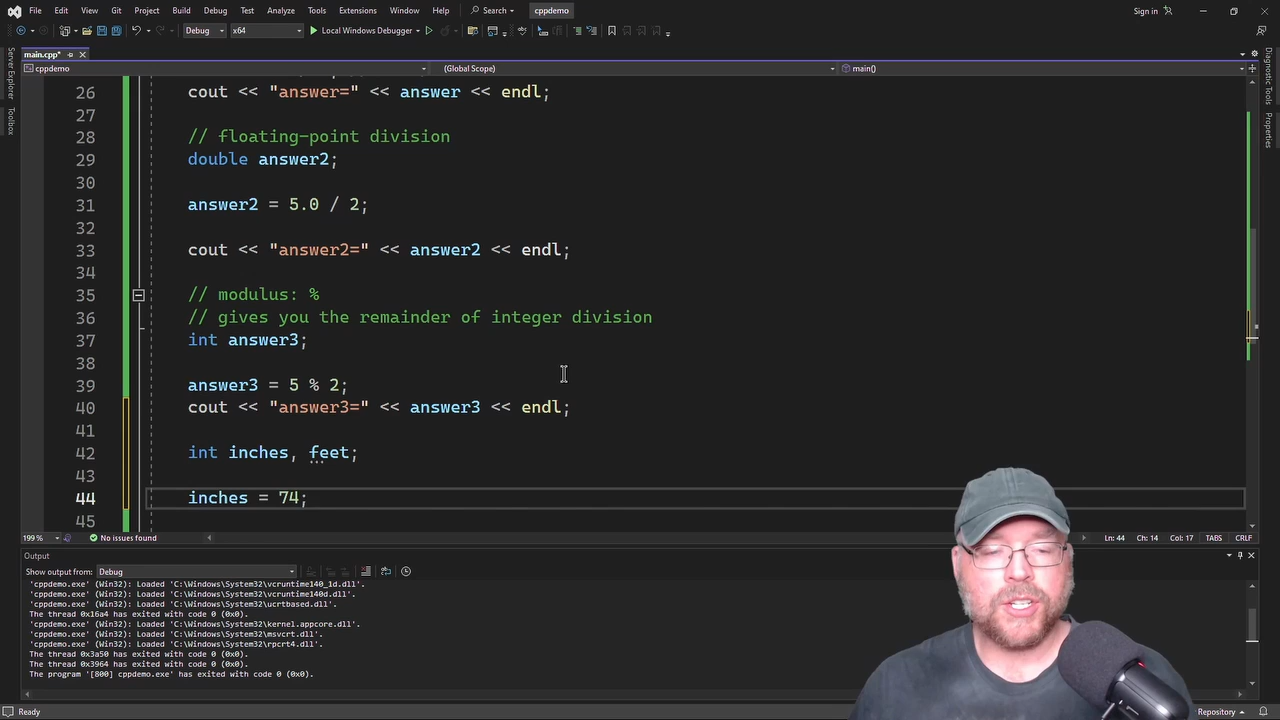 File Edit View Git Project Build Debug Test Analyze Tools Extensions Window Help Search cppdemo Sign in
Debug x64 Local Windows Debugger
main.cpp*
cppdemo (Global Scope) main()
Server Explorer
Toolbox
Diagnostic Tools
Properties
26 cout << "answer=" << answer << endl;
27
28 // floating-point division
29 double answer2;
30
31 answer2 = 5.0 / 2;
32
33 cout << "answer2=" << answer2 << endl;
34
35 // modulus: %
36 // gives you the remainder of integer division
37 int answer3;
38
39 answer3 = 5 % 2;
40 cout << "answer3=" << answer3 << endl;
41
42 int inches, feet;
43
44 inches = 74;
45
199 % No issues found Ln: 44 Ch: 14 Col: 17 TABS CRLF
Output
Show output from: Debug
'cppdemo.exe' (Win32): Loaded 'C:\Windows\System32\vcruntime140_1d.dll'.
'cppdemo.exe' (Win32): Loaded 'C:\Windows\System32\vcruntime140d.dll'.
'cppdemo.exe' (Win32): Loaded 'C:\Windows\System32\ucrtbased.dll'.
The thread 0x16a4 has exited with code 0 (0x0).
'cppdemo.exe' (Win32): Loaded 'C:\Windows\System32\kernel.appcore.dll'.
'cppdemo.exe' (Win32): Loaded 'C:\Windows\System32\msvcrt.dll'.
'cppdemo.exe' (Win32): Loaded 'C:\Windows\System32\rpcrt4.dll'.
The thread 0x3a50 has exited with code 0 (0x0).
The thread 0x3964 has exited with code 0 (0x0).
The program '[800] cppdemo.exe' has exited with code 0 (0x0).
Ready Repository